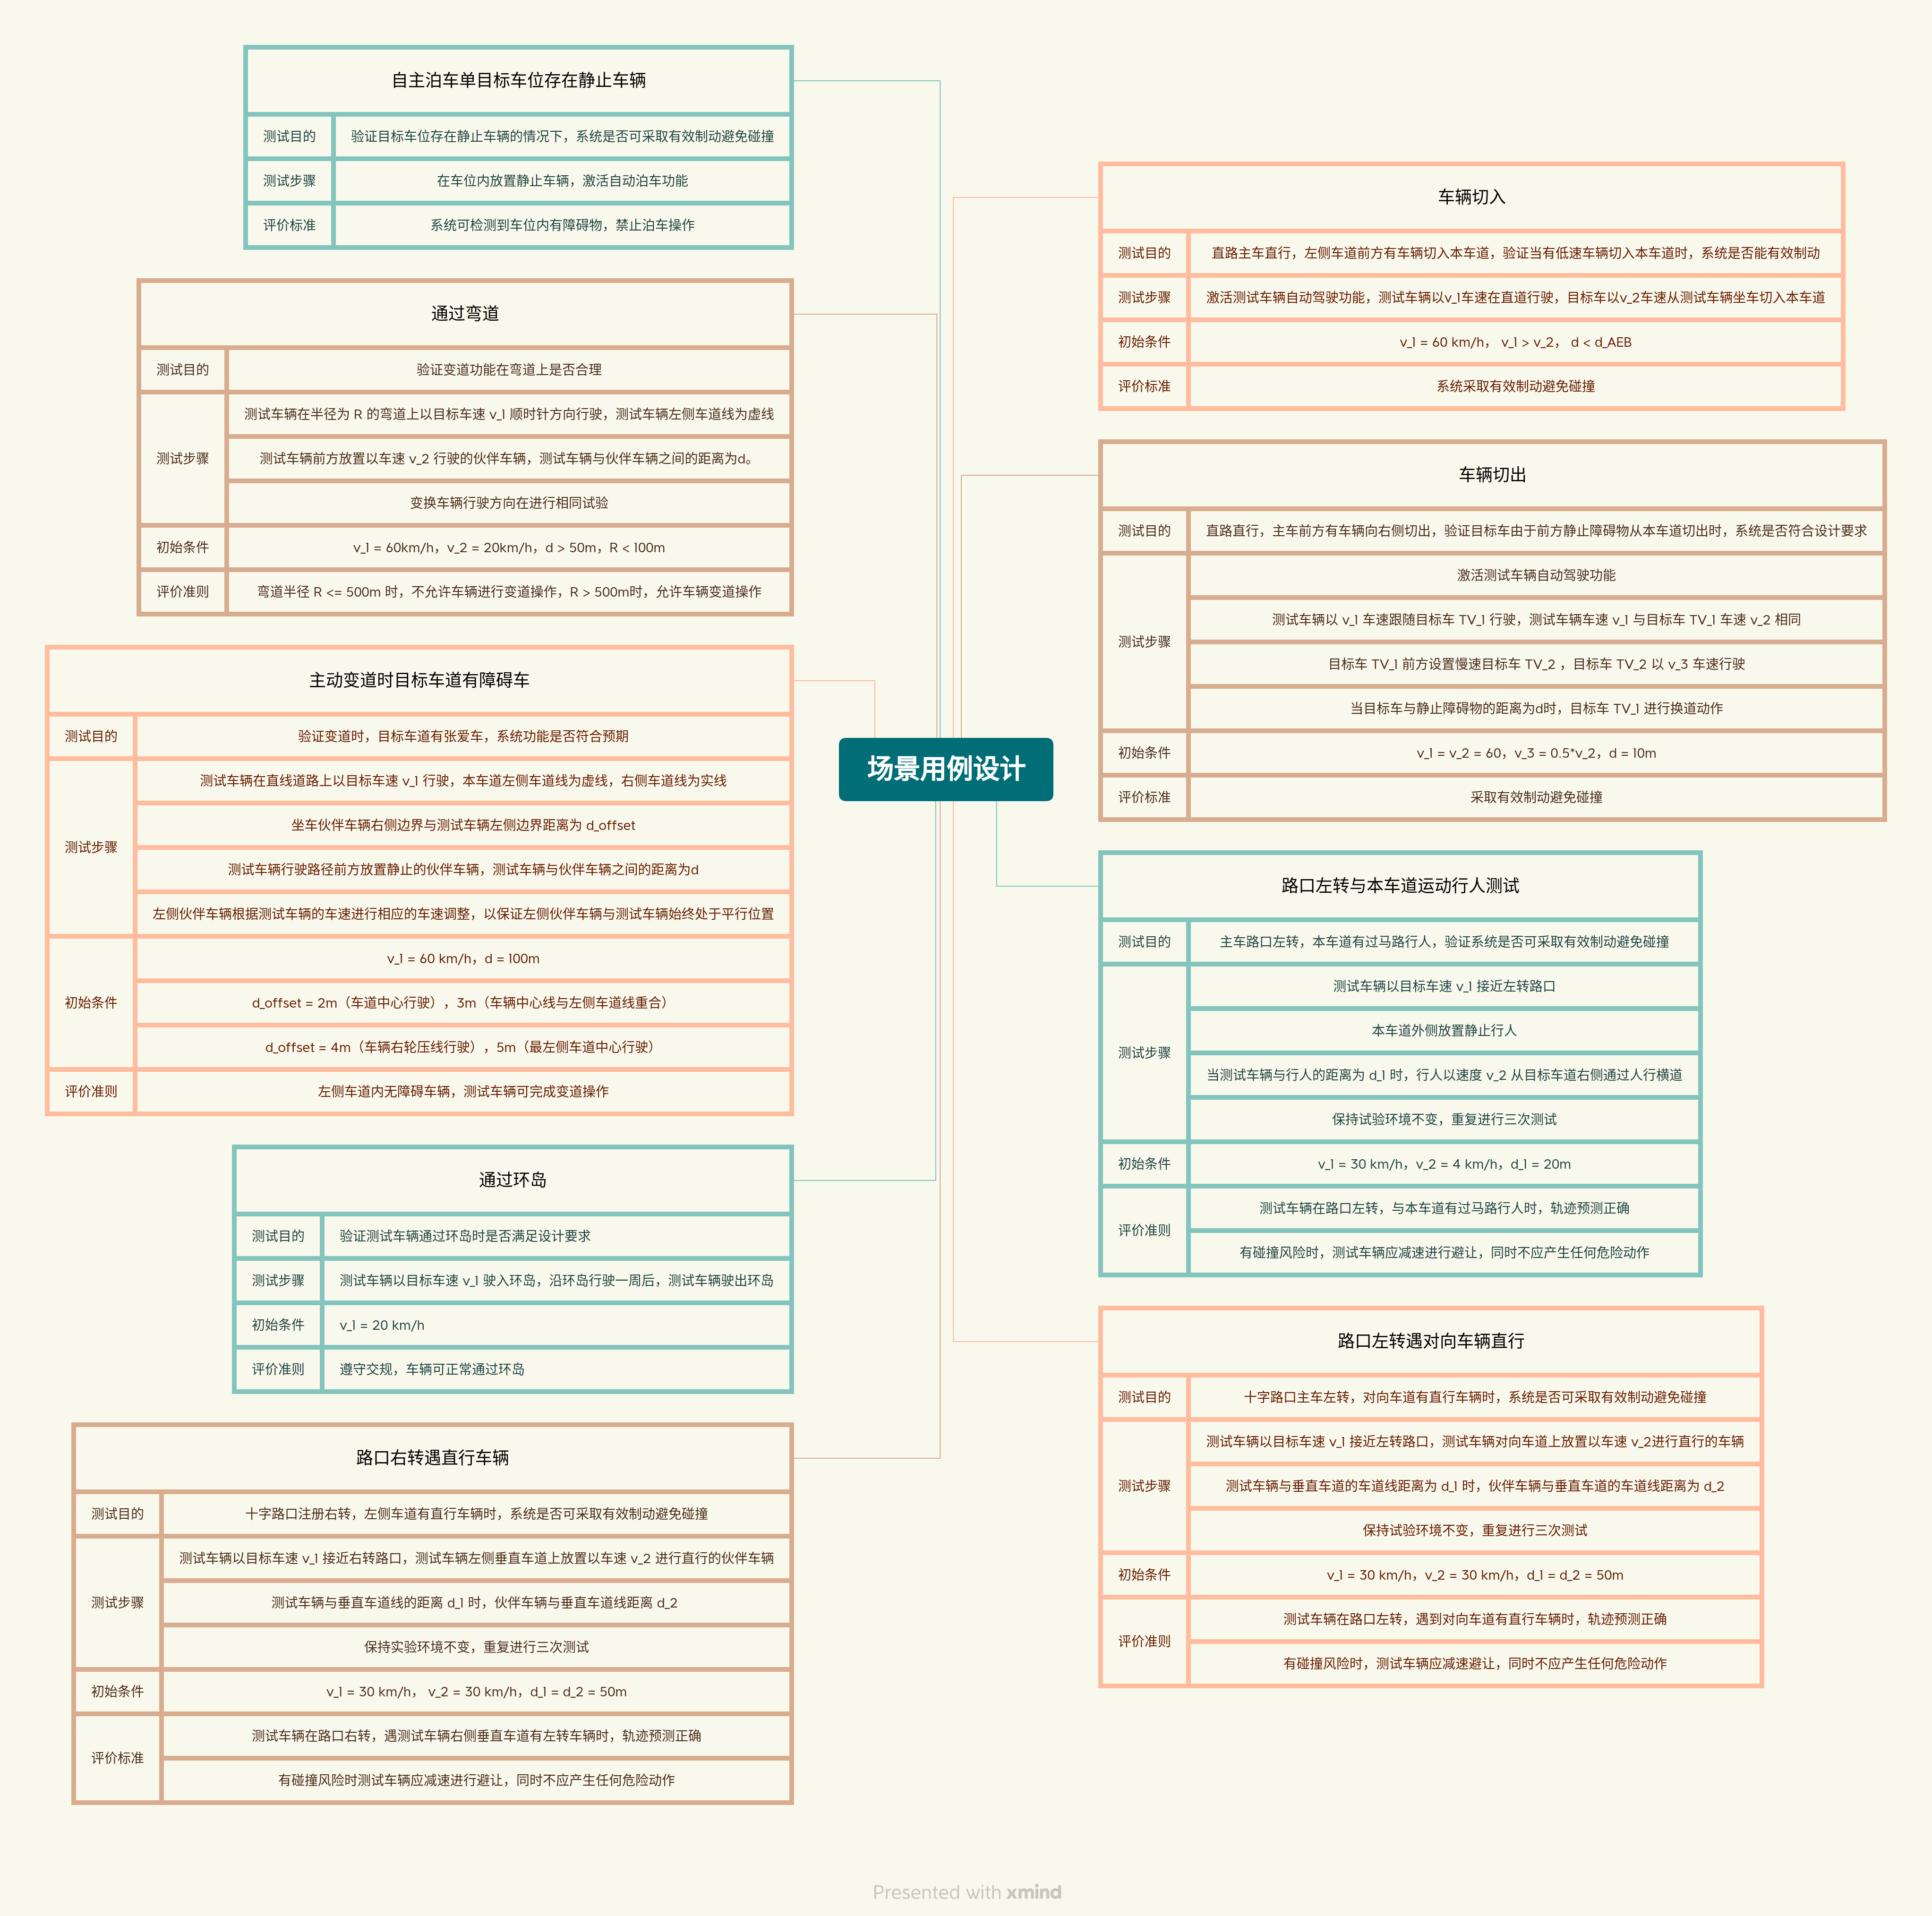 自主泊车单目标车位存在静止车辆
测试目的
验证目标车位存在静止车辆的情况下，系统是否可采取有效制动避免碰撞
测试步骤
在车位内放置静止车辆，激活自动泊车功能
评价标准
系统可检测到车位内有障碍物，禁止泊车操作
通过弯道
测试目的
验证变道功能在弯道上是否合理
测试步骤
测试车辆在半径为 R 的弯道上以目标车速 v_1 顺时针方向行驶，测试车辆左侧车道线为虚线
测试车辆前方放置以车速 v_2 行驶的伙伴车辆，测试车辆与伙伴车辆之间的距离为d。
变换车辆行驶方向在进行相同试验
初始条件
v_1 = 60km/h，v_2 = 20km/h，d > 50m，R < 100m
评价准则
弯道半径 R <= 500m 时，不允许车辆进行变道操作，R > 500m时，允许车辆变道操作
主动变道时目标车道有障碍车
测试目的
验证变道时，目标车道有张爱车，系统功能是否符合预期
测试步骤
测试车辆在直线道路上以目标车速 v_1 行驶，本车道左侧车道线为虚线，右侧车道线为实线
坐车伙伴车辆右侧边界与测试车辆左侧边界距离为 d_offset
测试车辆行驶路径前方放置静止的伙伴车辆，测试车辆与伙伴车辆之间的距离为d
左侧伙伴车辆根据测试车辆的车速进行相应的车速调整，以保证左侧伙伴车辆与测试车辆始终处于平行位置
初始条件
v_1 = 60 km/h，d = 100m
d_offset = 2m（车道中心行驶），3m（车辆中心线与左侧车道线重合）
d_offset = 4m（车辆右轮压线行驶），5m（最左侧车道中心行驶）
评价准则
左侧车道内无障碍车辆，测试车辆可完成变道操作
通过环岛
测试目的
验证测试车辆通过环岛时是否满足设计要求
测试步骤
测试车辆以目标车速 v_1 驶入环岛，沿环岛行驶一周后，测试车辆驶出环岛
初始条件
v_1 = 20 km/h
评价准则
遵守交规，车辆可正常通过环岛
路口右转遇直行车辆
测试目的
十字路口注册右转，左侧车道有直行车辆时，系统是否可采取有效制动避免碰撞
测试步骤
测试车辆以目标车速 v_1 接近右转路口，测试车辆左侧垂直车道上放置以车速 v_2 进行直行的伙伴车辆
测试车辆与垂直车道线的距离 d_1 时，伙伴车辆与垂直车道线距离 d_2
保持实验环境不变，重复进行三次测试
初始条件
v_1 = 30 km/h， v_2 = 30 km/h，d_1 = d_2 = 50m
评价标准
测试车辆在路口右转，遇测试车辆右侧垂直车道有左转车辆时，轨迹预测正确
有碰撞风险时测试车辆应减速进行避让，同时不应产生任何危险动作
场景用例设计
车辆切入
测试目的
直路主车直行，左侧车道前方有车辆切入本车道，验证当有低速车辆切入本车道时，系统是否能有效制动
测试步骤
激活测试车辆自动驾驶功能，测试车辆以v_1车速在直道行驶，目标车以v_2车速从测试车辆坐车切入本车道
初始条件
v_1 = 60 km/h， v_1 > v_2， d < d_AEB
评价标准
系统采取有效制动避免碰撞
车辆切出
测试目的
直路直行，主车前方有车辆向右侧切出，验证目标车由于前方静止障碍物从本车道切出时，系统是否符合设计要求
测试步骤
激活测试车辆自动驾驶功能
测试车辆以 v_1 车速跟随目标车 TV_1 行驶，测试车辆车速 v_1 与目标车 TV_1 车速 v_2 相同
目标车 TV_1 前方设置慢速目标车 TV_2 ，目标车 TV_2 以 v_3 车速行驶
当目标车与静止障碍物的距离为d时，目标车 TV_1 进行换道动作
初始条件
v_1 = v_2 = 60，v_3 = 0.5*v_2，d = 10m
评价标准
采取有效制动避免碰撞
路口左转与本车道运动行人测试
测试目的
主车路口左转，本车道有过马路行人，验证系统是否可采取有效制动避免碰撞
测试步骤
测试车辆以目标车速 v_1 接近左转路口
本车道外侧放置静止行人
当测试车辆与行人的距离为 d_1 时，行人以速度 v_2 从目标车道右侧通过人行横道
保持试验环境不变，重复进行三次测试
初始条件
v_1 = 30 km/h，v_2 = 4 km/h，d_1 = 20m
评价准则
测试车辆在路口左转，与本车道有过马路行人时，轨迹预测正确
有碰撞风险时，测试车辆应减速进行避让，同时不应产生任何危险动作
路口左转遇对向车辆直行
测试目的
十字路口主车左转，对向车道有直行车辆时，系统是否可采取有效制动避免碰撞
测试步骤
测试车辆以目标车速 v_1 接近左转路口，测试车辆对向车道上放置以车速 v_2进行直行的车辆
测试车辆与垂直车道的车道线距离为 d_1 时，伙伴车辆与垂直车道的车道线距离为 d_2
保持试验环境不变，重复进行三次测试
初始条件
v_1 = 30 km/h，v_2 = 30 km/h，d_1 = d_2 = 50m
评价准则
测试车辆在路口左转，遇到对向车道有直行车辆时，轨迹预测正确
有碰撞风险时，测试车辆应减速避让，同时不应产生任何危险动作
Presented with xmind